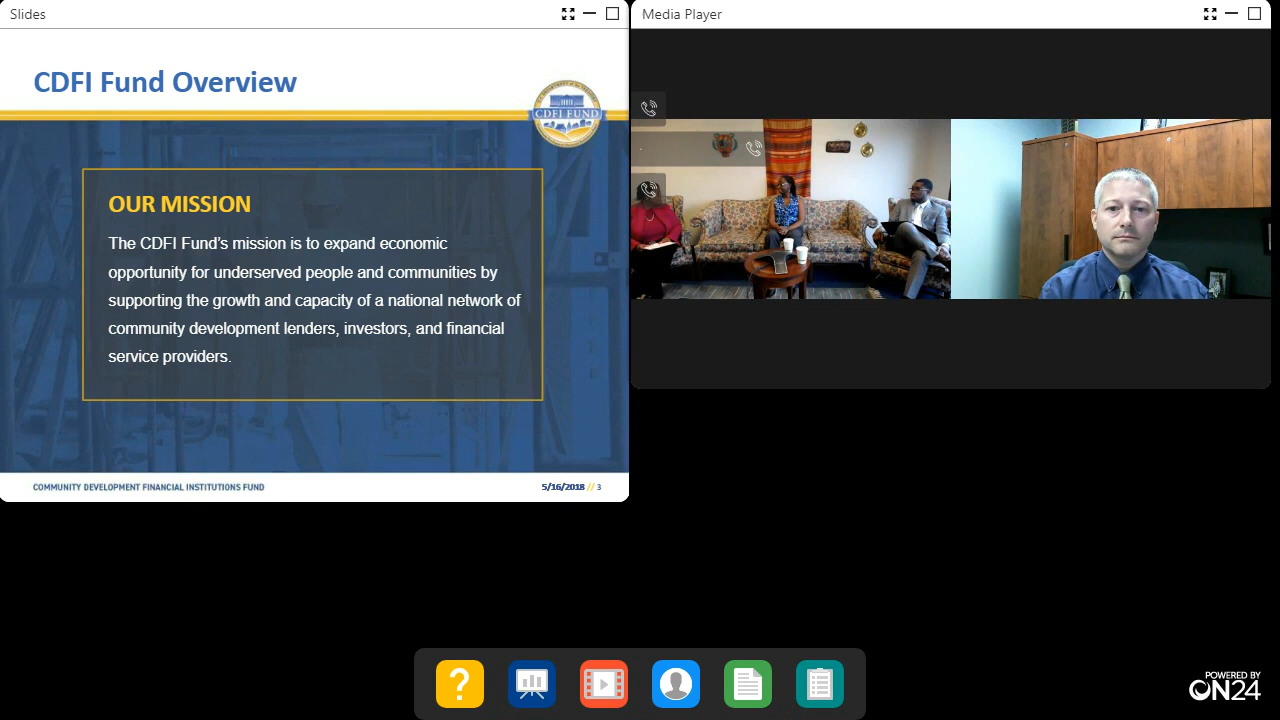 Slides
Media Player
CDFI Fund Overview
CDFI FUND
OUR MISSION
The CDFI Fund’s mission is to expand economic
opportunity for underserved people and communities by
supporting the growth and capacity of a national network of
community development lenders, investors, and financial
service providers.
COMMUNITY DEVELOPMENT FINANCIAL INSTITUTIONS FUND
5/16/2018 // 3
?
POWERED BY
ON24